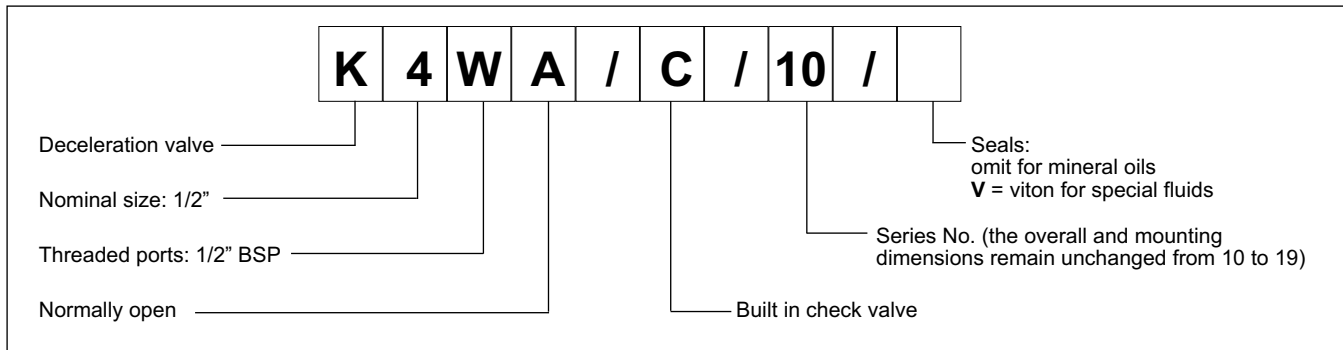 K 4 W A / C / 10 /
Deceleration valve
Nominal size: 1/2”
Threaded ports: 1/2” BSP
Normally open
Seals:
omit for mineral oils
V = viton for special fluids
Series No. (the overall and mounting
dimensions remain unchanged from 10 to 19)
Built in check valve